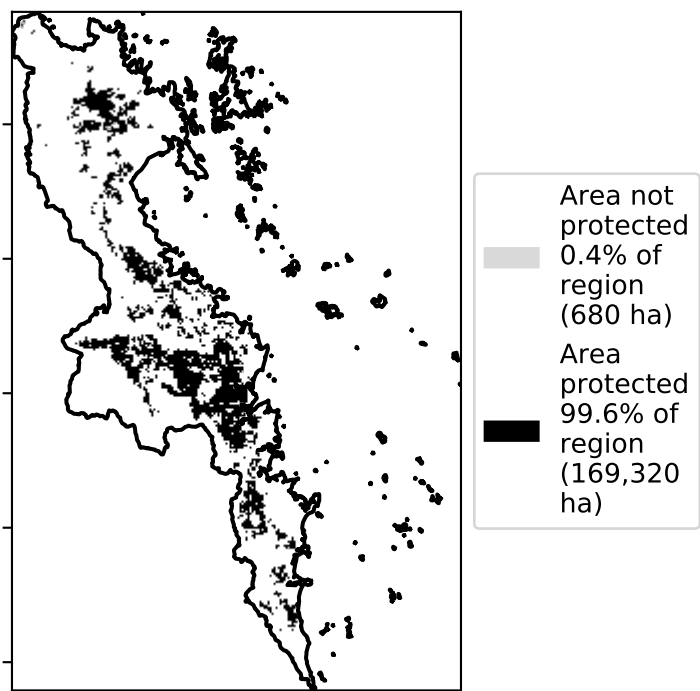 Area not
protected
0.4% of
region
(680 ha)
Area
protected
99.6% of
region
(169,320
ha)